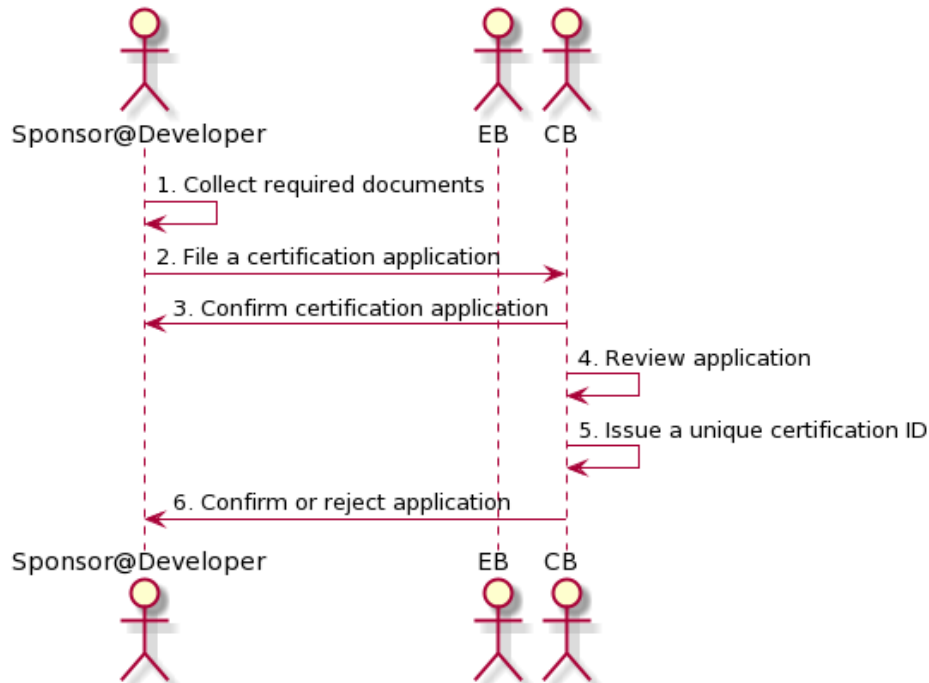 Sponsor@Developer
EB
CB
1. Collect required documents
2. File a certification application
3. Confirm certification application
4. Review application
5. Issue a unique certification ID
6. Confirm or reject application
Sponsor@Developer
EB
CB